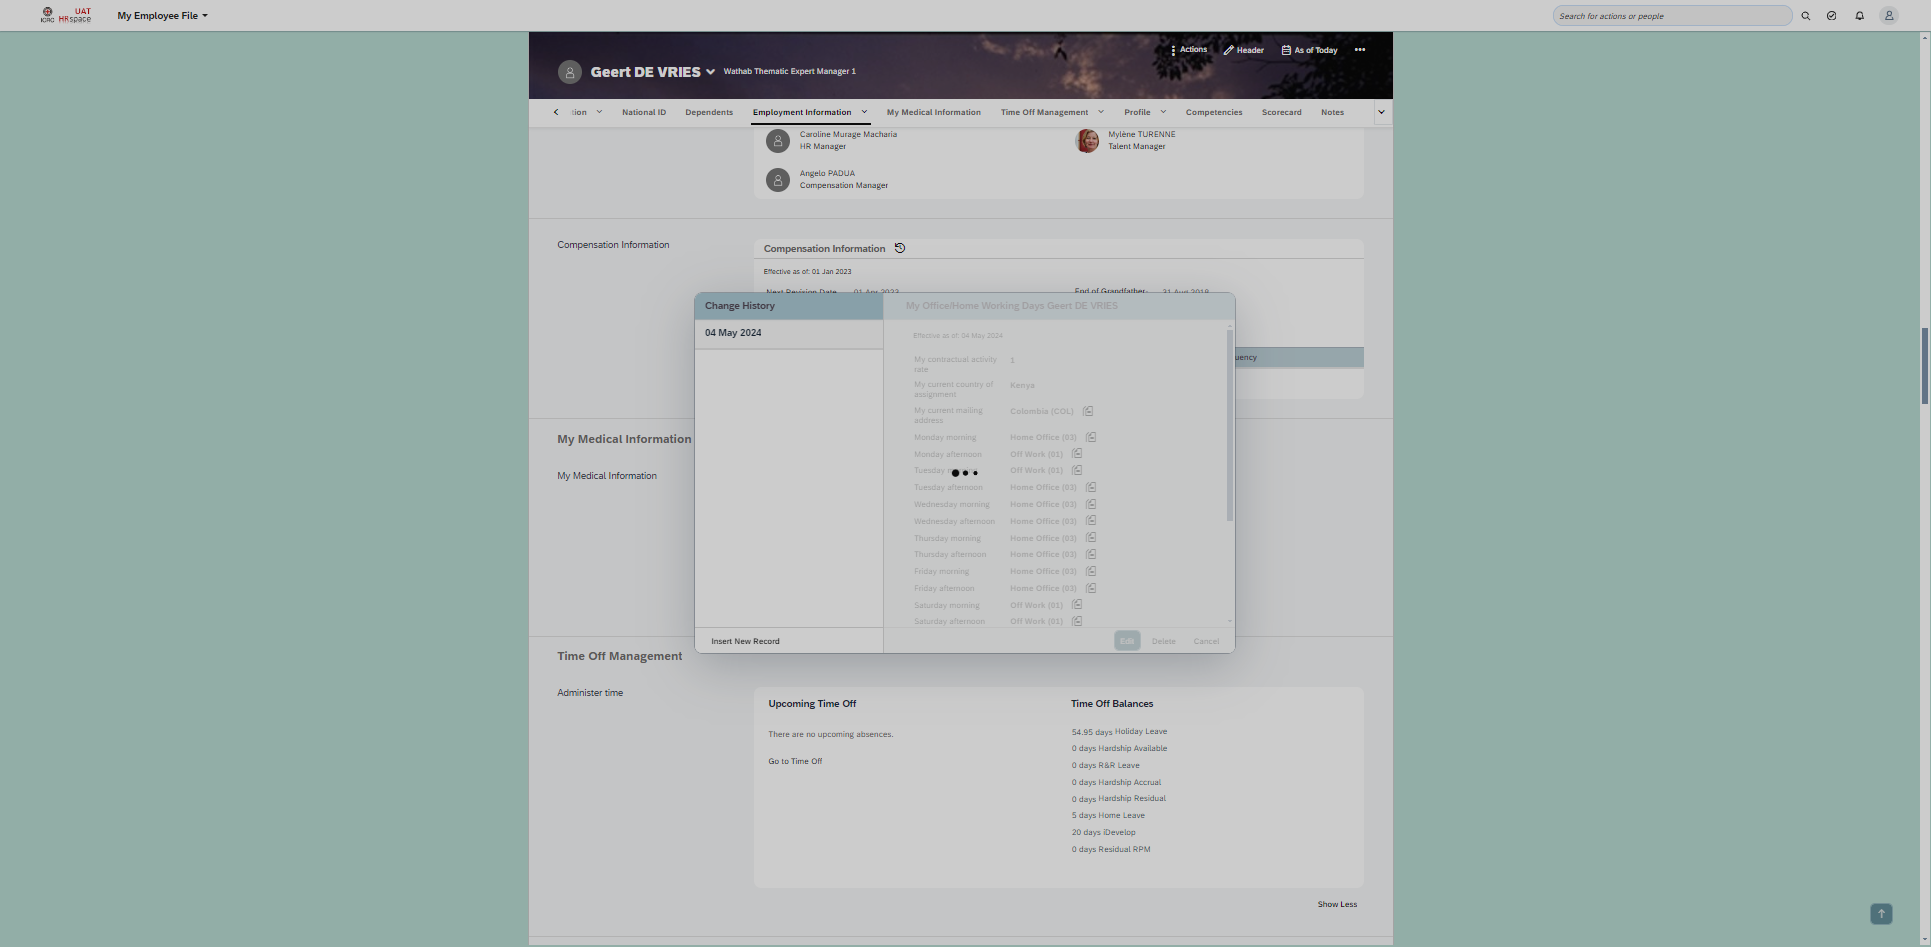 ICRC
UAT
HRspace
My Employee File
Search for actions or people
Actions
Header
As of Today
Geert DE VRIES
Wathab Thematic Expert Manager 1
tion
National ID
Dependents
Employment Information
My Medical Information
Time Off Management
Profile
Competencies
Scorecard
Notes
Caroline Murage Macharia
HR Manager
Mylène TURENNE
Talent Manager
Angelo PADUA
Compensation Manager
Compensation Information
Compensation Information
Effective as of: 01 Jan 2023
Next Revision Date
01 Apr 2023
End of Grandfather-
31 Aug 2018
uency
Change History
04 May 2024
Insert New Record
My Office/Home Working Days Geert DE VRIES
Effective as of: 04 May 2024
My contractual activity rate
1
My current country of assignment
Kenya
My current mailing address
Colombia (COL)
Monday morning
Home Office (03)
Monday afternoon
Off Work (01)
Tuesday
Off Work (01)
Tuesday afternoon
Home Office (03)
Wednesday morning
Home Office (03)
Wednesday afternoon
Home Office (03)
Thursday morning
Home Office (03)
Thursday afternoon
Home Office (03)
Friday morning
Home Office (03)
Friday afternoon
Home Office (03)
Saturday morning
Off Work (01)
Saturday afternoon
Off Work (01)
Edit
Delete
Cancel
My Medical Information
My Medical Information
Time Off Management
Administer time
Upcoming Time Off
There are no upcoming absences.
Go to Time Off
Time Off Balances
54.95 days Holiday Leave
0 days Hardship Available
0 days R&R Leave
0 days Hardship Accrual
0 days Hardship Residual
5 days Home Leave
20 days iDevelop
0 days Residual RPM
Show Less